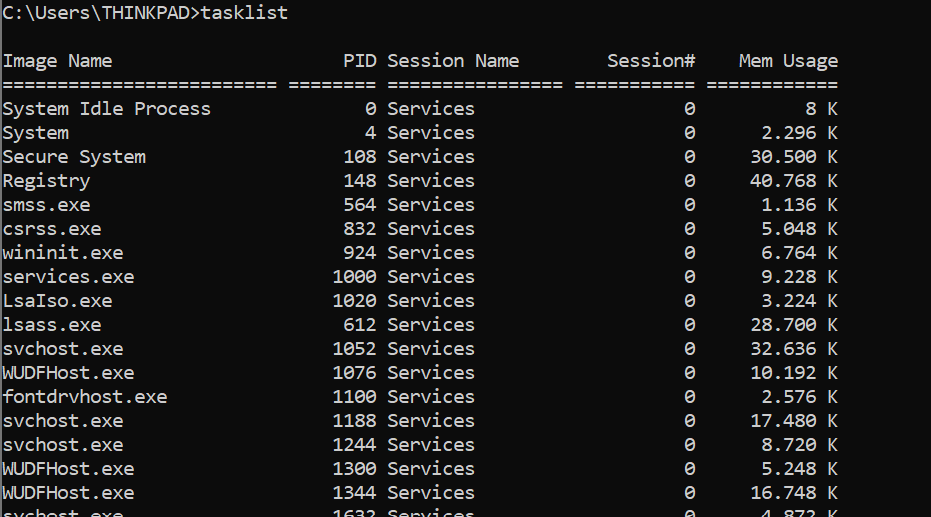 C:\Users\THINKPAD>tasklist
Image Name                     PID Session Name        Session#    Mem Usage
========================= ======== ================ =========== ============
System Idle Process              0 Services                   0          8 K
System                           4 Services                   0      2.296 K
Secure System                  108 Services                   0     30.500 K
Registry                       148 Services                   0     40.768 K
smss.exe                       564 Services                   0      1.136 K
csrss.exe                      832 Services                   0      5.048 K
wininit.exe                    924 Services                   0      6.764 K
services.exe                  1000 Services                   0      9.228 K
LsaIso.exe                    1020 Services                   0      3.224 K
lsass.exe                      612 Services                   0     28.700 K
svchost.exe                   1052 Services                   0     32.636 K
WUDFHost.exe                  1076 Services                   0     10.192 K
fontdrvhost.exe               1100 Services                   0      2.576 K
svchost.exe                   1188 Services                   0     17.480 K
svchost.exe                   1244 Services                   0      8.720 K
WUDFHost.exe                  1300 Services                   0      5.248 K
WUDFHost.exe                  1344 Services                   0     16.748 K
svchost.exe                   1632 Services                   0      4.872 K